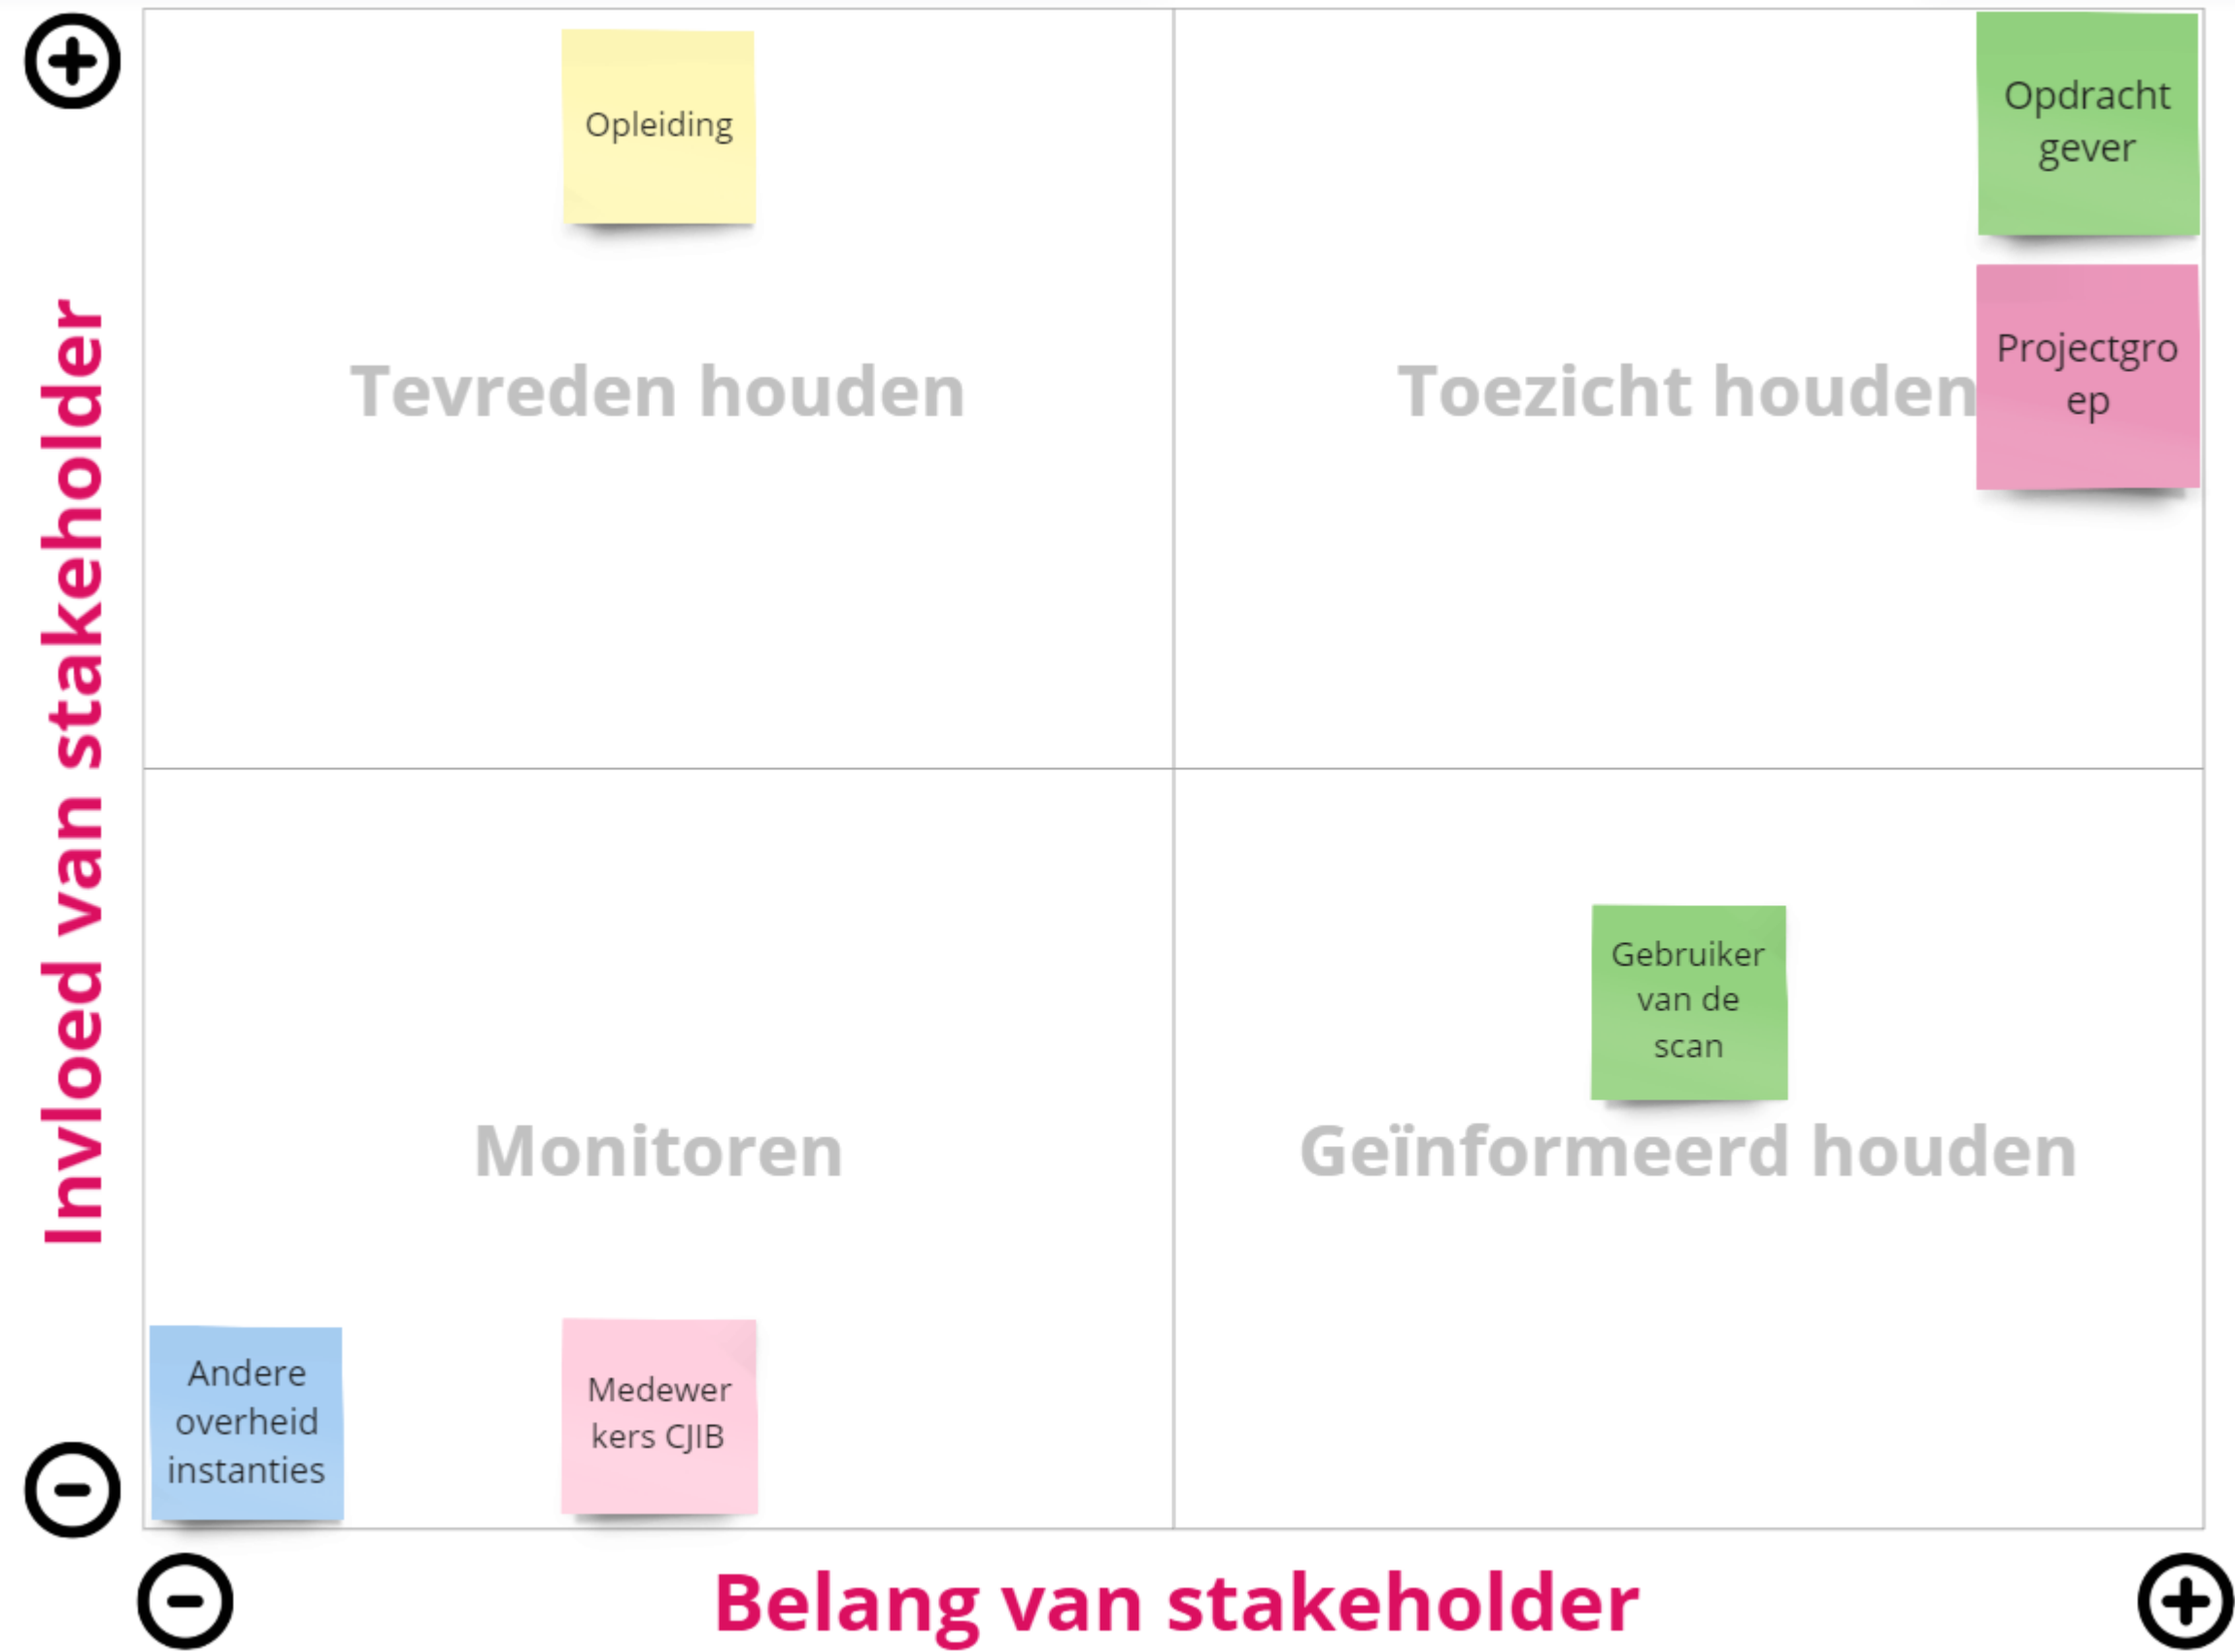 Opleiding
Opdracht
gever
Projectgro
ep
Tevreden houden
Toezicht houden
Invloed van stakeholder
Gebruiker
van de
scan
Monitoren
Geïnformeerd houden
Andere
overheid
instanties
Medewer
kers CJIB
Belang van stakeholder